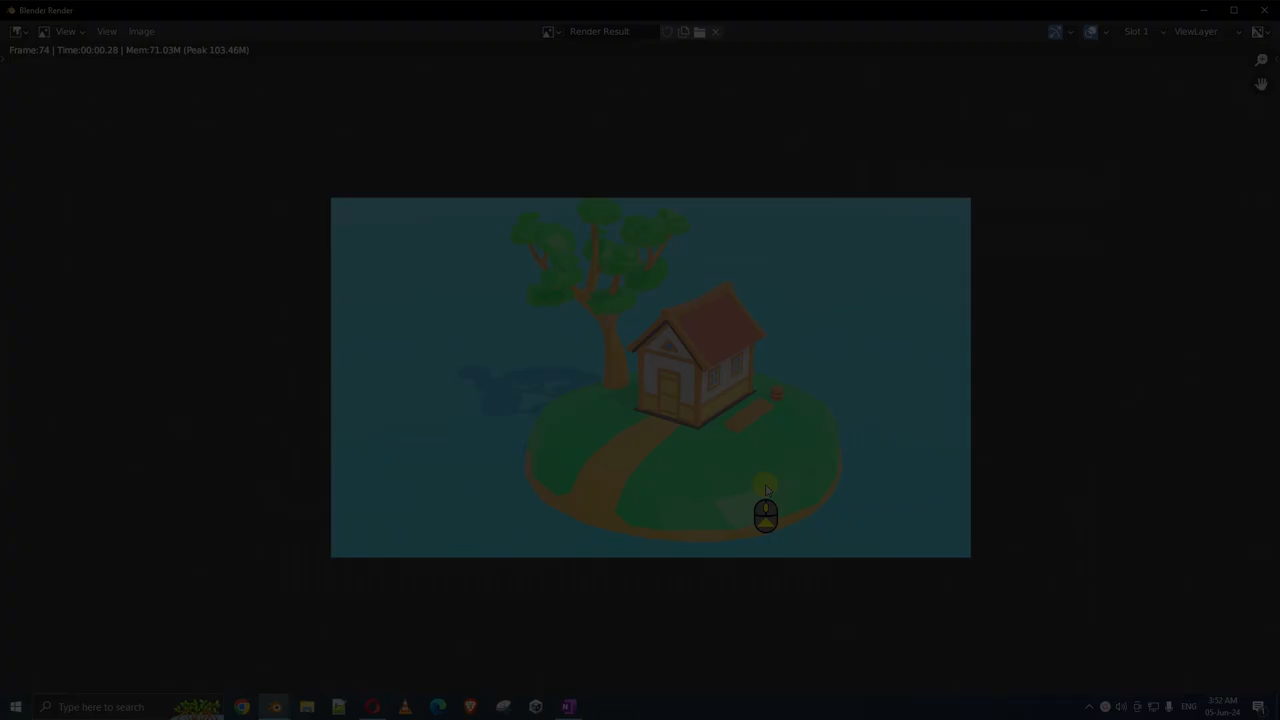 Blender Render
View View Image Render Result Slot 1 ViewLayer
Frame:74 | Time:00:00.28 | Mem:71.03M (Peak 103.46M)
Type here to search ENG 3:52 AM
05-Jun-24